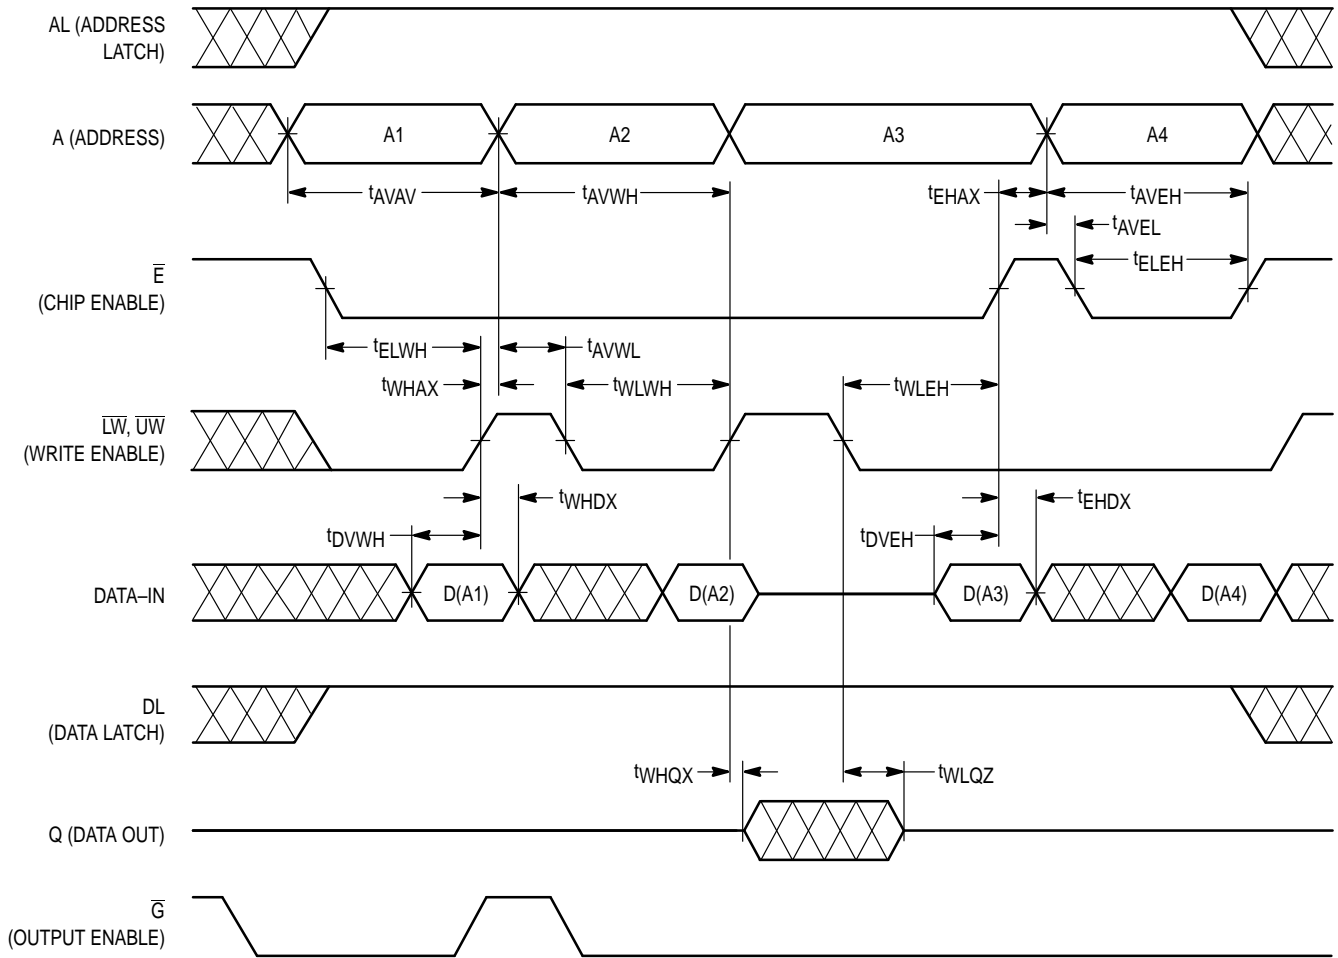 AL (ADDRESS
LATCH)
A (ADDRESS)
A1
A2
A3
A4
tAVAV
tAVWH
tEHAX
tAVEH
tAVEL
E̅
(CHIP ENABLE)
tELEH
tELWH
tAVWL
tWHAX
tWLWH
tWLEH
L̅W̅, U̅W̅
(WRITE ENABLE)
tWHDX
tEHDX
tDVWH
tDVEH
DATA–IN
D(A1)
D(A2)
D(A3)
D(A4)
DL
(DATA LATCH)
tWHQX
tWLQZ
Q (DATA OUT)
G̅
(OUTPUT ENABLE)